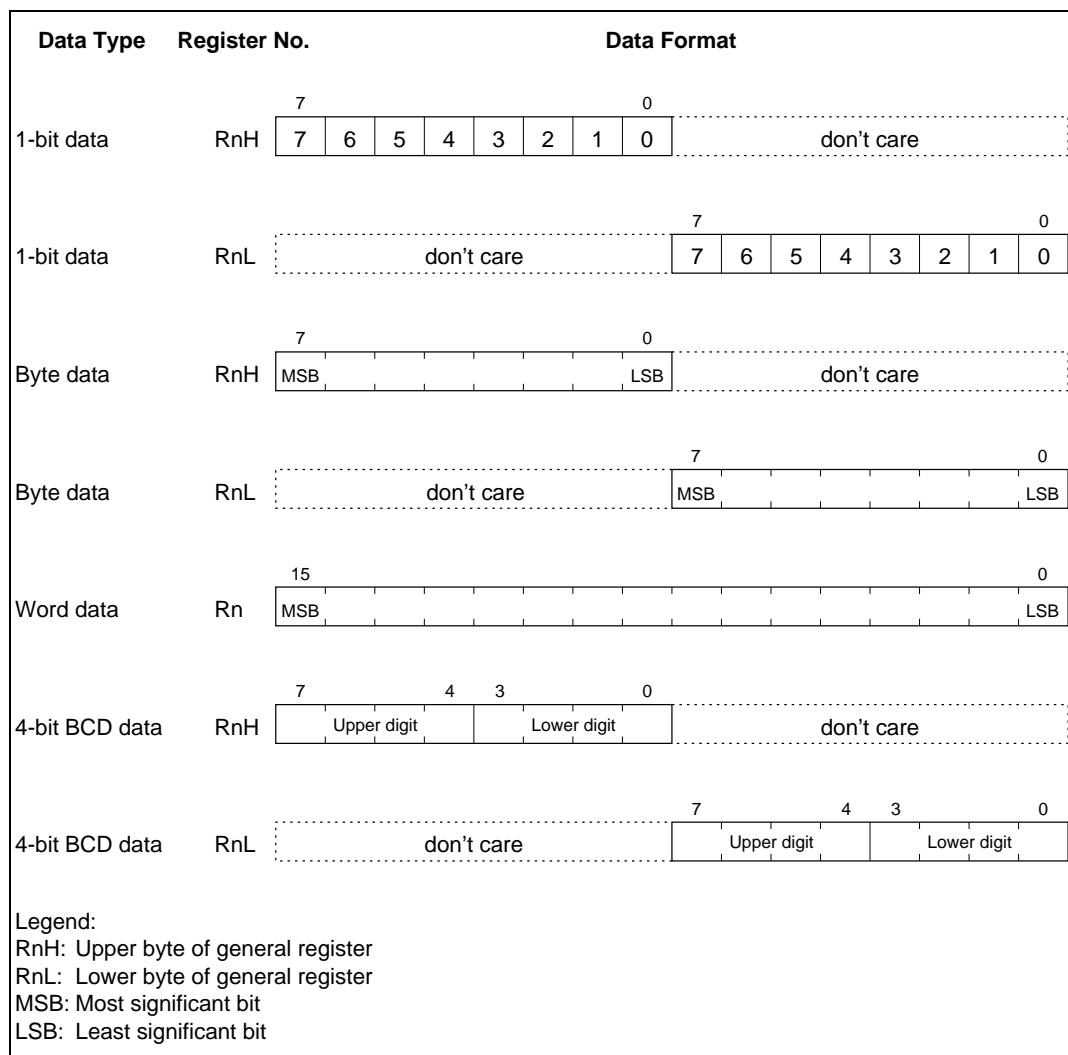 Data Type Register No. Data Format
7 0
1-bit data RnH 7 6 5 4 3 2 1 0 don't care
7 0
1-bit data RnL don't care 7 6 5 4 3 2 1 0
7 0
Byte data RnH MSB LSB don't care
7 0
Byte data RnL don't care MSB LSB
15 0
Word data Rn MSB LSB
7 4 3 0
4-bit BCD data RnH Upper digit Lower digit don't care
7 4 3 0
4-bit BCD data RnL don't care Upper digit Lower digit
Legend:
RnH: Upper byte of general register
RnL: Lower byte of general register
MSB: Most significant bit
LSB: Least significant bit